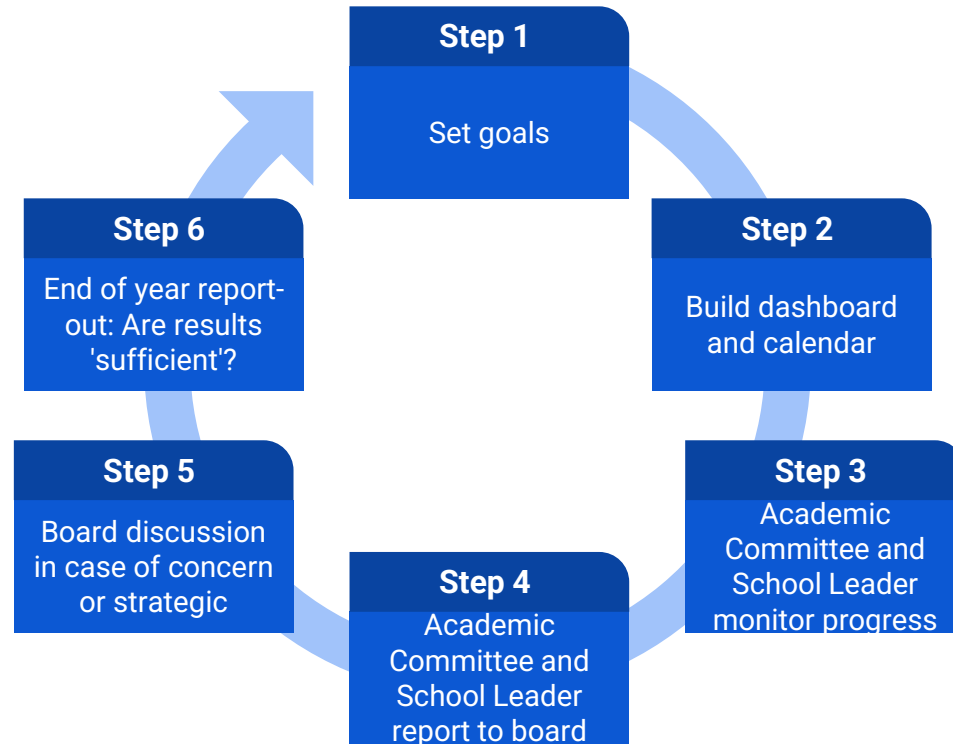 Step 1
Set goals
Step 2
Build dashboard
and calendar
Step 3
Academic
Committee and
School Leader
monitor progress
Step 4
Academic
Committee and
School Leader
report to board
Step 5
Board discussion
in case of concern
or strategic
Step 6
End of year report-
out: Are results
'sufficient'?